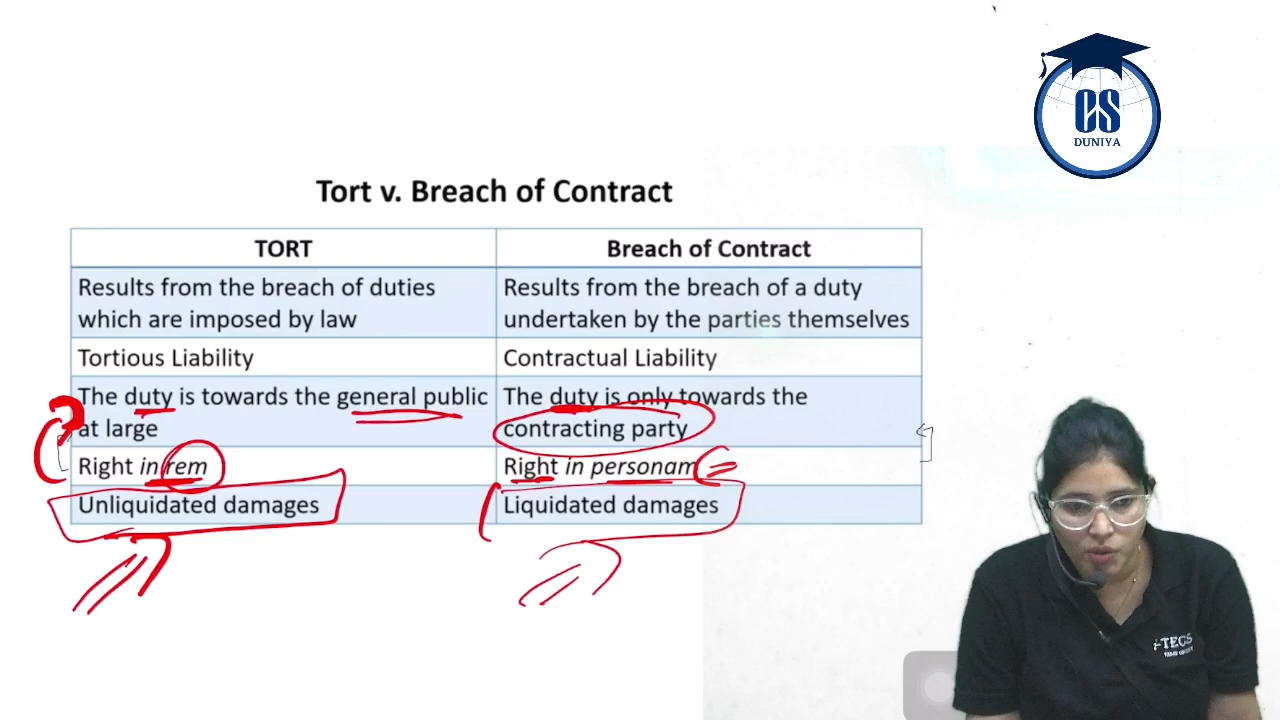 CS
DUNIYA
Tort v. Breach of Contract
TORT
Breach of Contract
Results from the breach of duties
which are imposed by law
Results from the breach of a duty
undertaken by the parties themselves
Tortious Liability
Contractual Liability
The duty is towards the general public
at large
The duty is only towards the
contracting party
Right in rem
Right in personam
Unliquidated damages
Liquidated damages